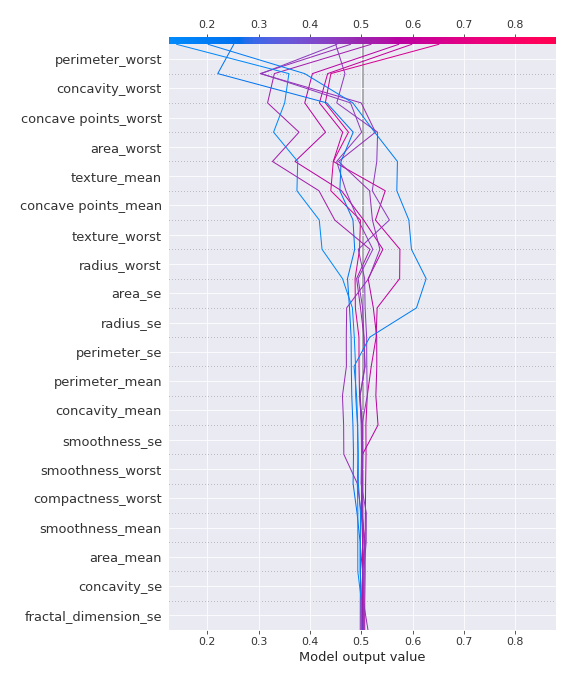 0.2 0.3 0.4 0.5 0.6 0.7 0.8
perimeter_worst
concavity_worst
concave points_worst
area_worst
texture_mean
concave points_mean
texture_worst
radius_worst
area_se
radius_se
perimeter_se
perimeter_mean
concavity_mean
smoothness_se
smoothness_worst
compactness_worst
smoothness_mean
area_mean
concavity_se
fractal_dimension_se
0.2 0.3 0.4 0.5 0.6 0.7 0.8
Model output value